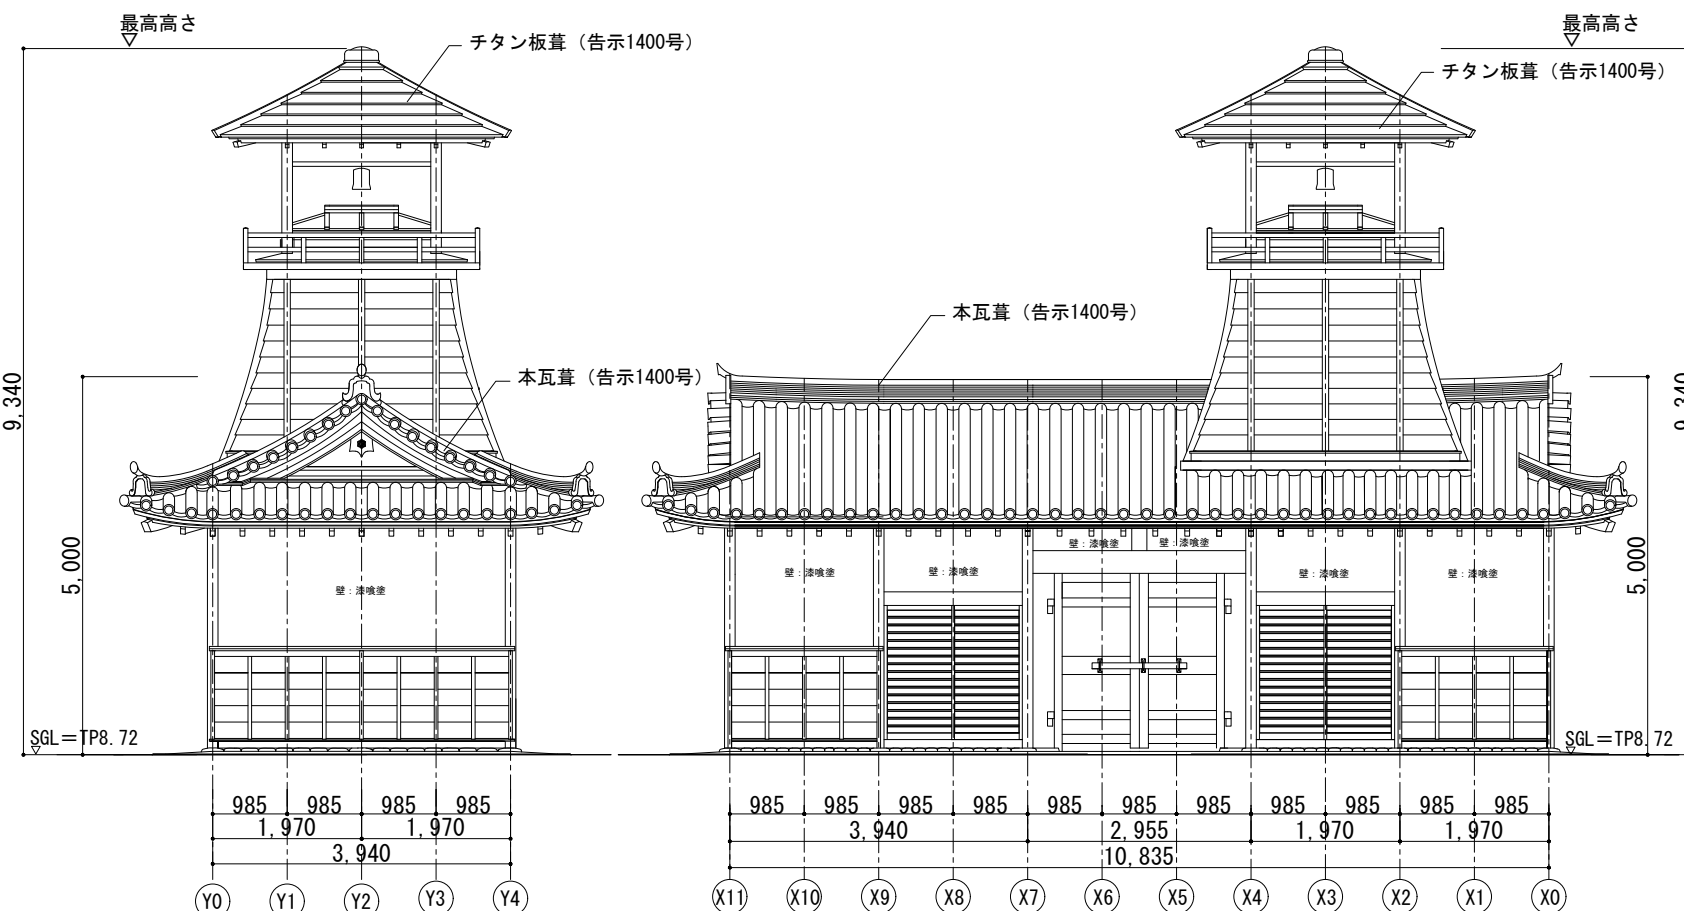 最高高さ
最高高さ
チタン板葺（告示1400号）
チタン板葺（告示1400号）
本瓦葺（告示1400号）
本瓦葺（告示1400号）
9,340
9,340
5,000
5,000
壁：漆喰塗
壁：漆喰塗
壁：漆喰塗
壁：漆喰塗
壁：漆喰塗
壁：漆喰塗
壁：漆喰塗
SGL＝TP8.72
SGL＝TP8.72
985 985 985 985
1,970 1,970
3,940
Y0 Y1 Y2 Y3 Y4
985 985 985 985 985 985 985 985 985 985 985
3,940 2,955 1,970 1,970
10,835
X11 X10 X9 X8 X7 X6 X5 X4 X3 X2 X1 X0